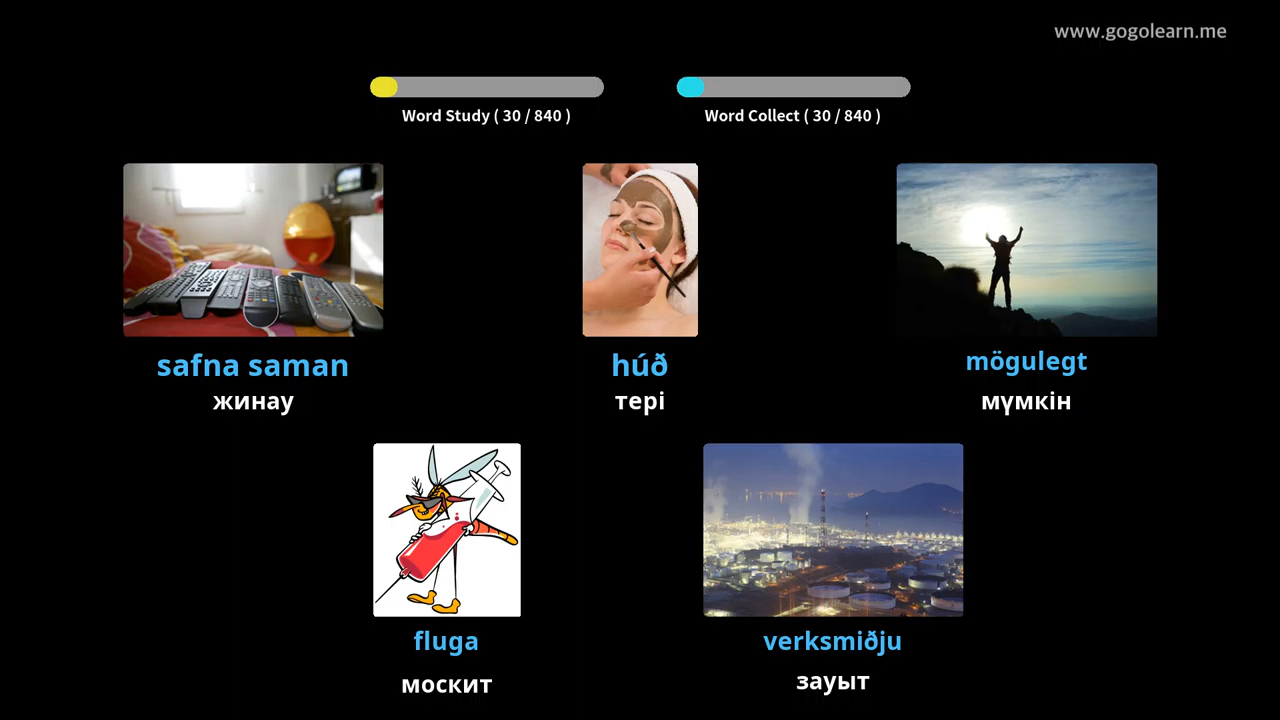 www.gogolearn.me
Word Study ( 30 / 840 )
Word Collect ( 30 / 840 )
safna saman
жинау
húð
тері
mögulegt
мүмкін
fluga
москит
verksmiðju
зауыт